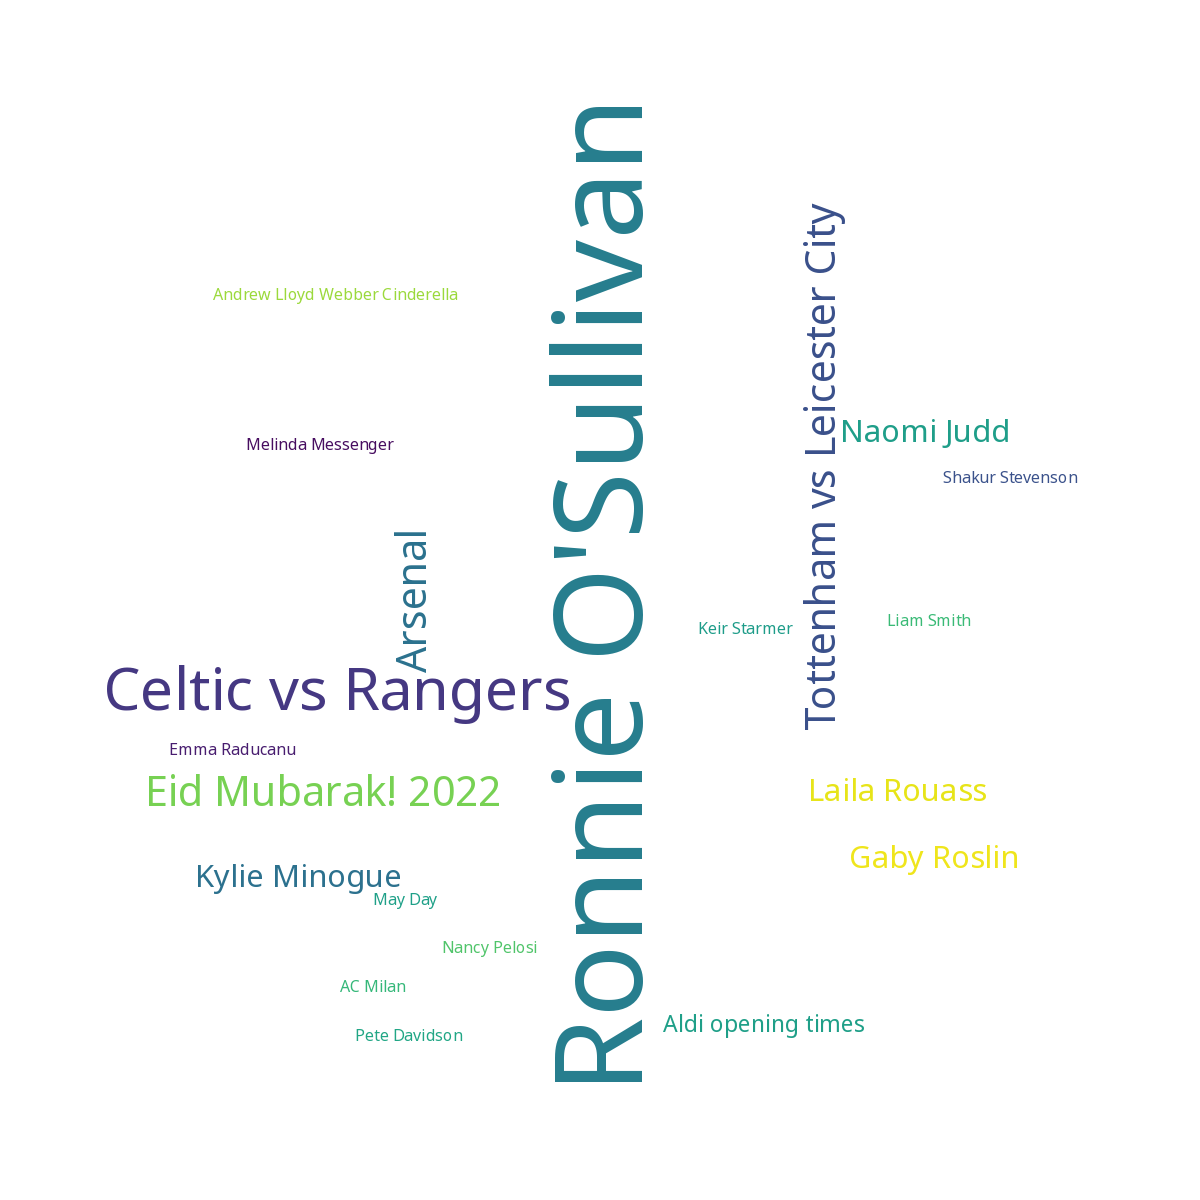 Ronnie O'Sullivan
Tottenham vs Leicester City
Andrew Lloyd Webber Cinderella
Naomi Judd
Melinda Messenger
Shakur Stevenson
Arsenal
Liam Smith
Keir Starmer
Celtic vs Rangers
Emma Raducanu
Eid Mubarak! 2022
Laila Rouass
Gaby Roslin
Kylie Minogue
May Day
Nancy Pelosi
AC Milan
Aldi opening times
Pete Davidson